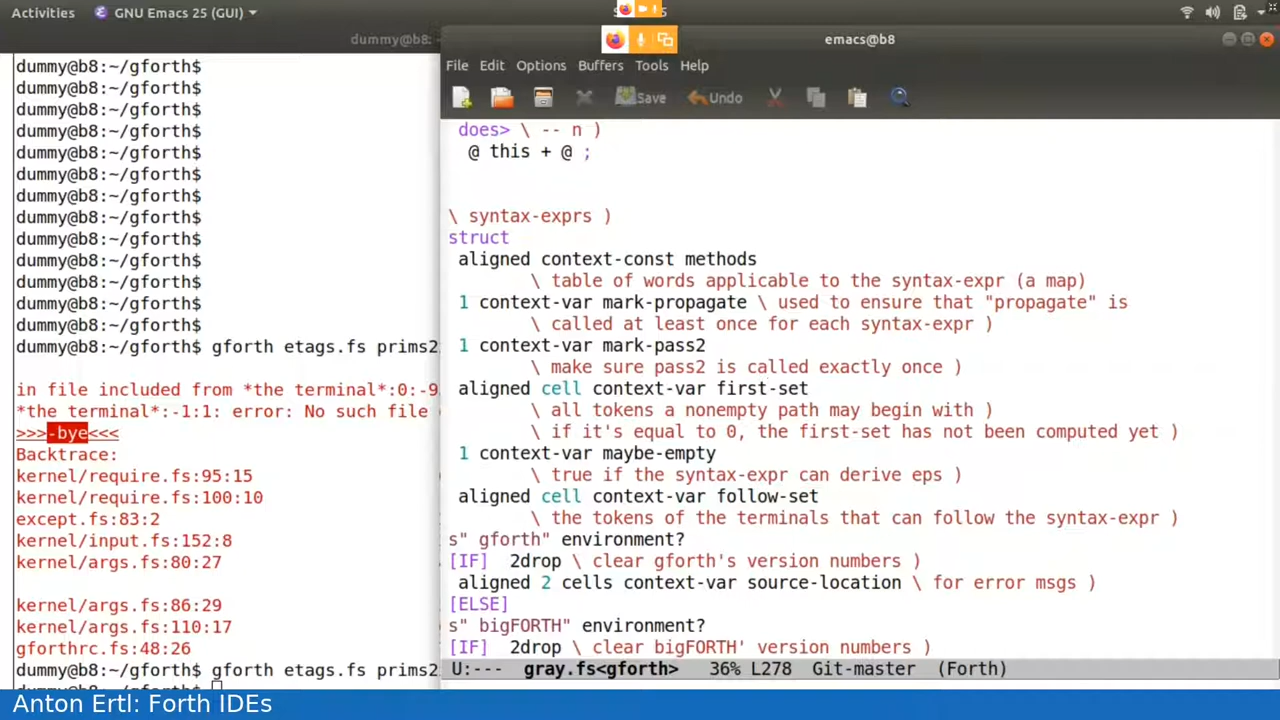 Activities GNU Emacs 25 (GUI)
dummy@b8:
emacs@b8
File Edit Options Buffers Tools Help
Save Undo
dummy@b8:~/gforth$
dummy@b8:~/gforth$
dummy@b8:~/gforth$
dummy@b8:~/gforth$
dummy@b8:~/gforth$
dummy@b8:~/gforth$
dummy@b8:~/gforth$
dummy@b8:~/gforth$
dummy@b8:~/gforth$
dummy@b8:~/gforth$
dummy@b8:~/gforth$
dummy@b8:~/gforth$
dummy@b8:~/gforth$
dummy@b8:~/gforth$ gforth etags.fs prims2
in file included from *the terminal*:0:-9
*the terminal*:-1:1: error: No such file
>>>-bye<<<
Backtrace:
kernel/require.fs:95:15
kernel/require.fs:100:10
except.fs:83:2
kernel/input.fs:152:8
kernel/args.fs:80:27
kernel/args.fs:86:29
kernel/args.fs:110:17
gforthrc.fs:48:26
dummy@b8:~/gforth$ gforth etags.fs prims2
does> \ -- n )
@ this + @ ;
\ syntax-exprs )
struct
aligned context-const methods
\ table of words applicable to the syntax-expr (a map)
1 context-var mark-propagate \ used to ensure that "propagate" is
\ called at least once for each syntax-expr )
1 context-var mark-pass2
\ make sure pass2 is called exactly once )
aligned cell context-var first-set
\ all tokens a nonempty path may begin with )
\ if it's equal to 0, the first-set has not been computed yet )
1 context-var maybe-empty
\ true if the syntax-expr can derive eps )
aligned cell context-var follow-set
\ the tokens of the terminals that can follow the syntax-expr )
s" gforth" environment?
[IF] 2drop \ clear gforth's version numbers )
aligned 2 cells context-var source-location \ for error msgs )
[ELSE]
s" bigFORTH" environment?
[IF] 2drop \ clear bigFORTH' version numbers )
U:--- gray.fs<gforth> 36% L278 Git-master (Forth)
Anton Ertl: Forth IDEs